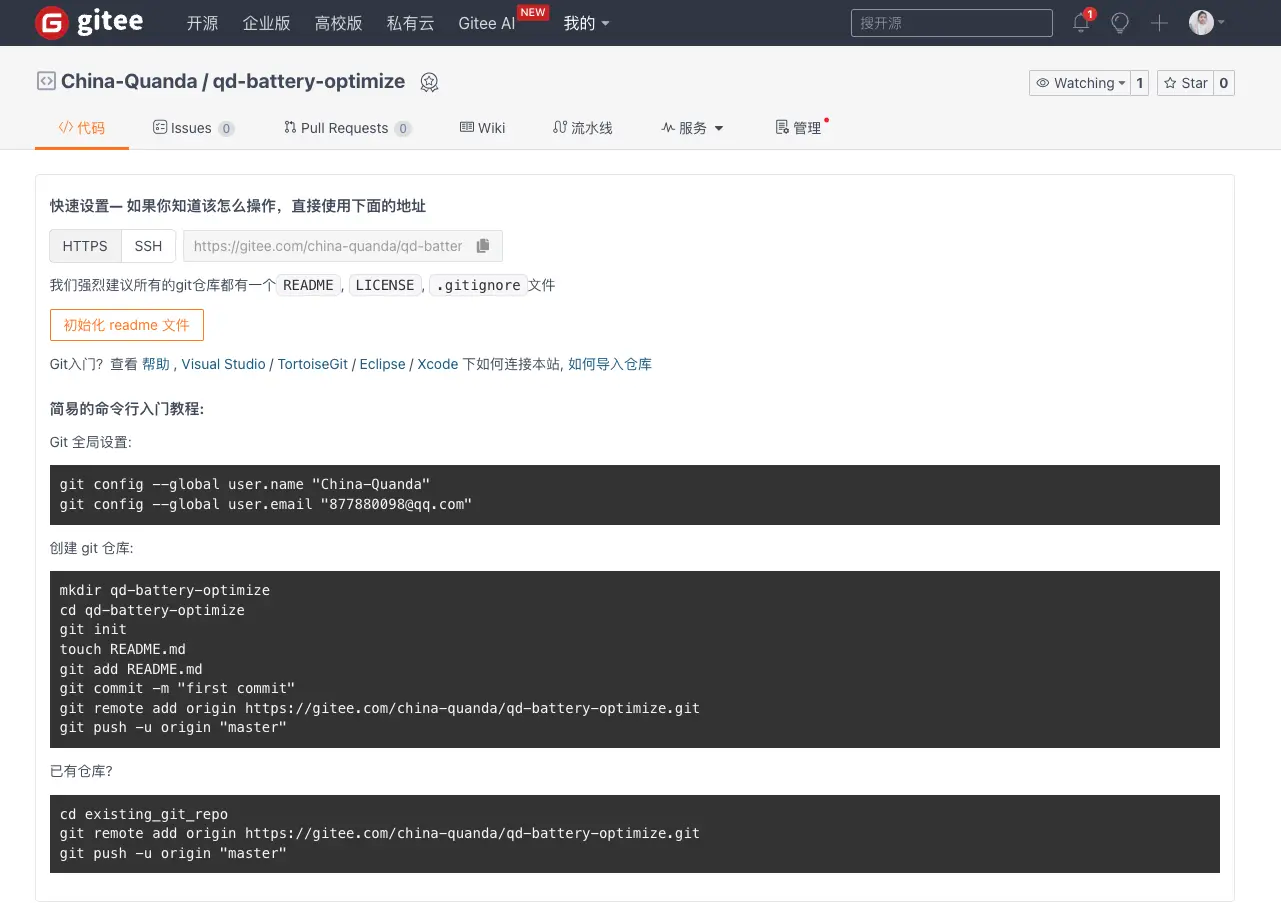 gitee 开源 企业版 高校版 私有云 Gitee AI NEW 我的 搜开源 1
China-Quanda / qd-battery-optimize Watching 1 Star 0
代码 Issues 0 Pull Requests 0 Wiki 流水线 服务 管理
快速设置— 如果你知道该怎么操作，直接使用下面的地址
HTTPS SSH https://gitee.com/china-quanda/qd-batter
我们强烈建议所有的git仓库都有一个 README, LICENSE, .gitignore 文件
初始化 readme 文件
Git入门？查看 帮助 , Visual Studio / TortoiseGit / Eclipse / Xcode 下如何连接本站, 如何导入仓库
简易的命令行入门教程:
Git 全局设置:
git config --global user.name "China-Quanda"
git config --global user.email "877880098@qq.com"
创建 git 仓库:
mkdir qd-battery-optimize
cd qd-battery-optimize
git init
touch README.md
git add README.md
git commit -m "first commit"
git remote add origin https://gitee.com/china-quanda/qd-battery-optimize.git
git push -u origin "master"
已有仓库?
cd existing_git_repo
git remote add origin https://gitee.com/china-quanda/qd-battery-optimize.git
git push -u origin "master"